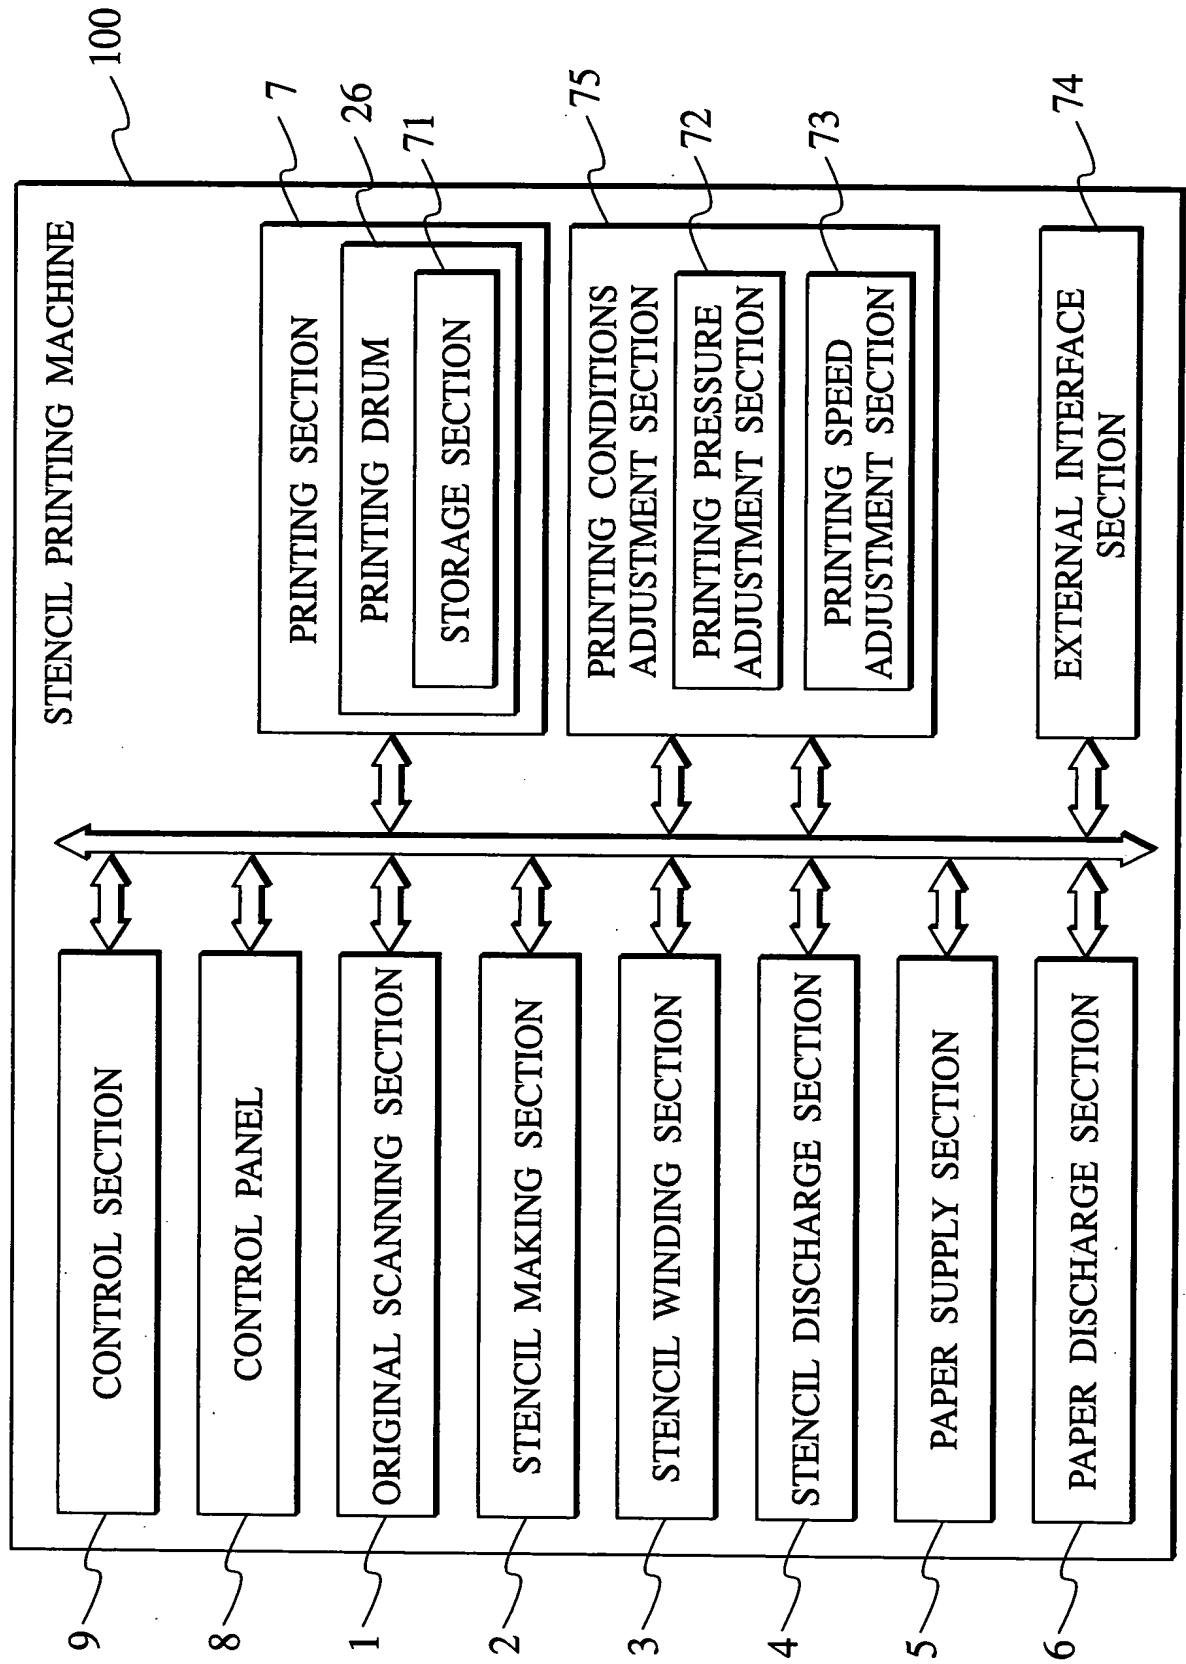 STENCIL PRINTING MACHINE
100
9
CONTROL SECTION
8
CONTROL PANEL
1
ORIGINAL SCANNING SECTION
2
STENCIL MAKING SECTION
3
STENCIL WINDING SECTION
4
STENCIL DISCHARGE SECTION
5
PAPER SUPPLY SECTION
6
PAPER DISCHARGE SECTION
PRINTING SECTION
7
PRINTING DRUM
26
STORAGE SECTION
71
PRINTING CONDITIONS
ADJUSTMENT SECTION
75
PRINTING PRESSURE
ADJUSTMENT SECTION
72
PRINTING SPEED
ADJUSTMENT SECTION
73
EXTERNAL INTERFACE
SECTION
74